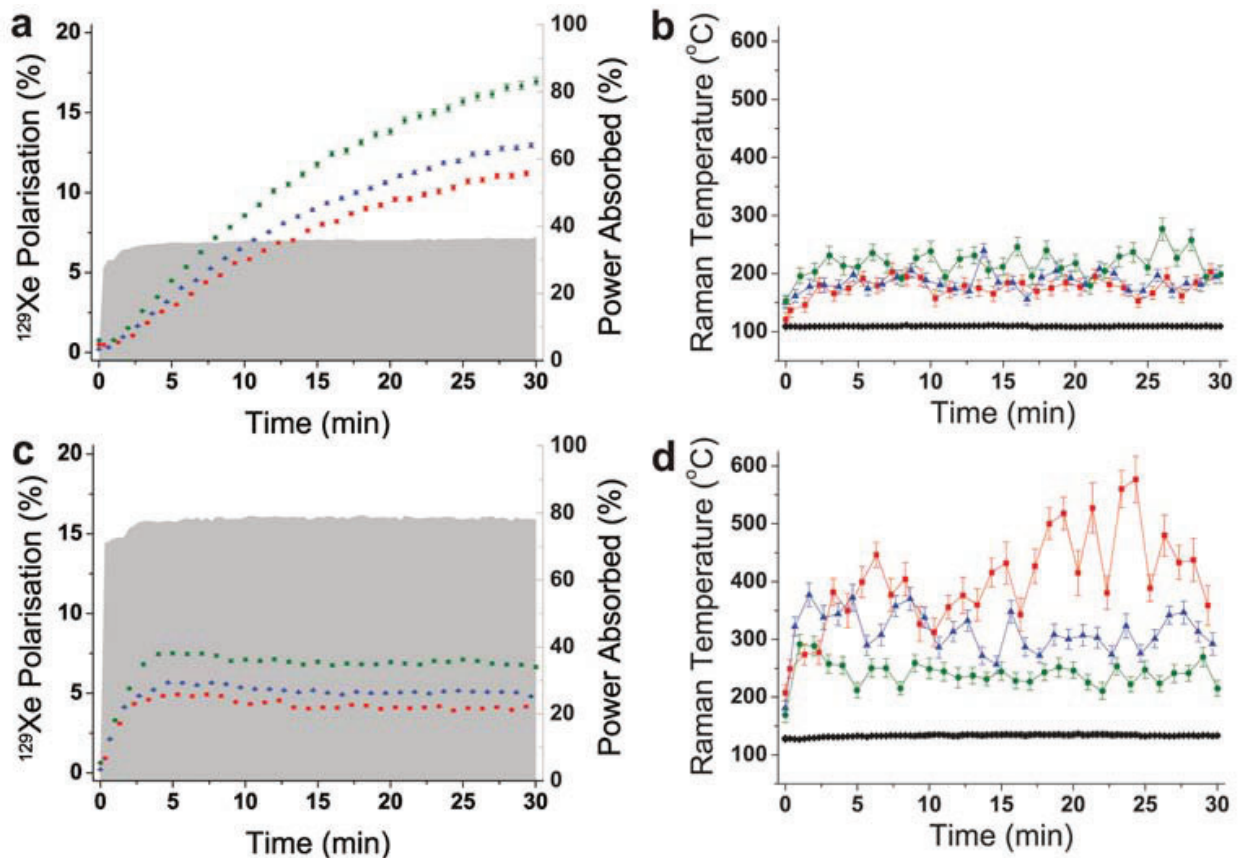 a
20
15
10
5
0
¹²⁹Xe Polarisation (%)
100
80
60
40
20
0
Power Absorbed (%)
0 5 10 15 20 25 30
Time (min)
b
600
500
400
300
200
100
Raman Temperature (°C)
0 5 10 15 20 25 30
Time (min)
c
20
15
10
5
0
¹²⁹Xe Polarisation (%)
100
80
60
40
20
0
Power Absorbed (%)
0 5 10 15 20 25 30
Time (min)
d
600
500
400
300
200
100
Raman Temperature (°C)
0 5 10 15 20 25 30
Time (min)